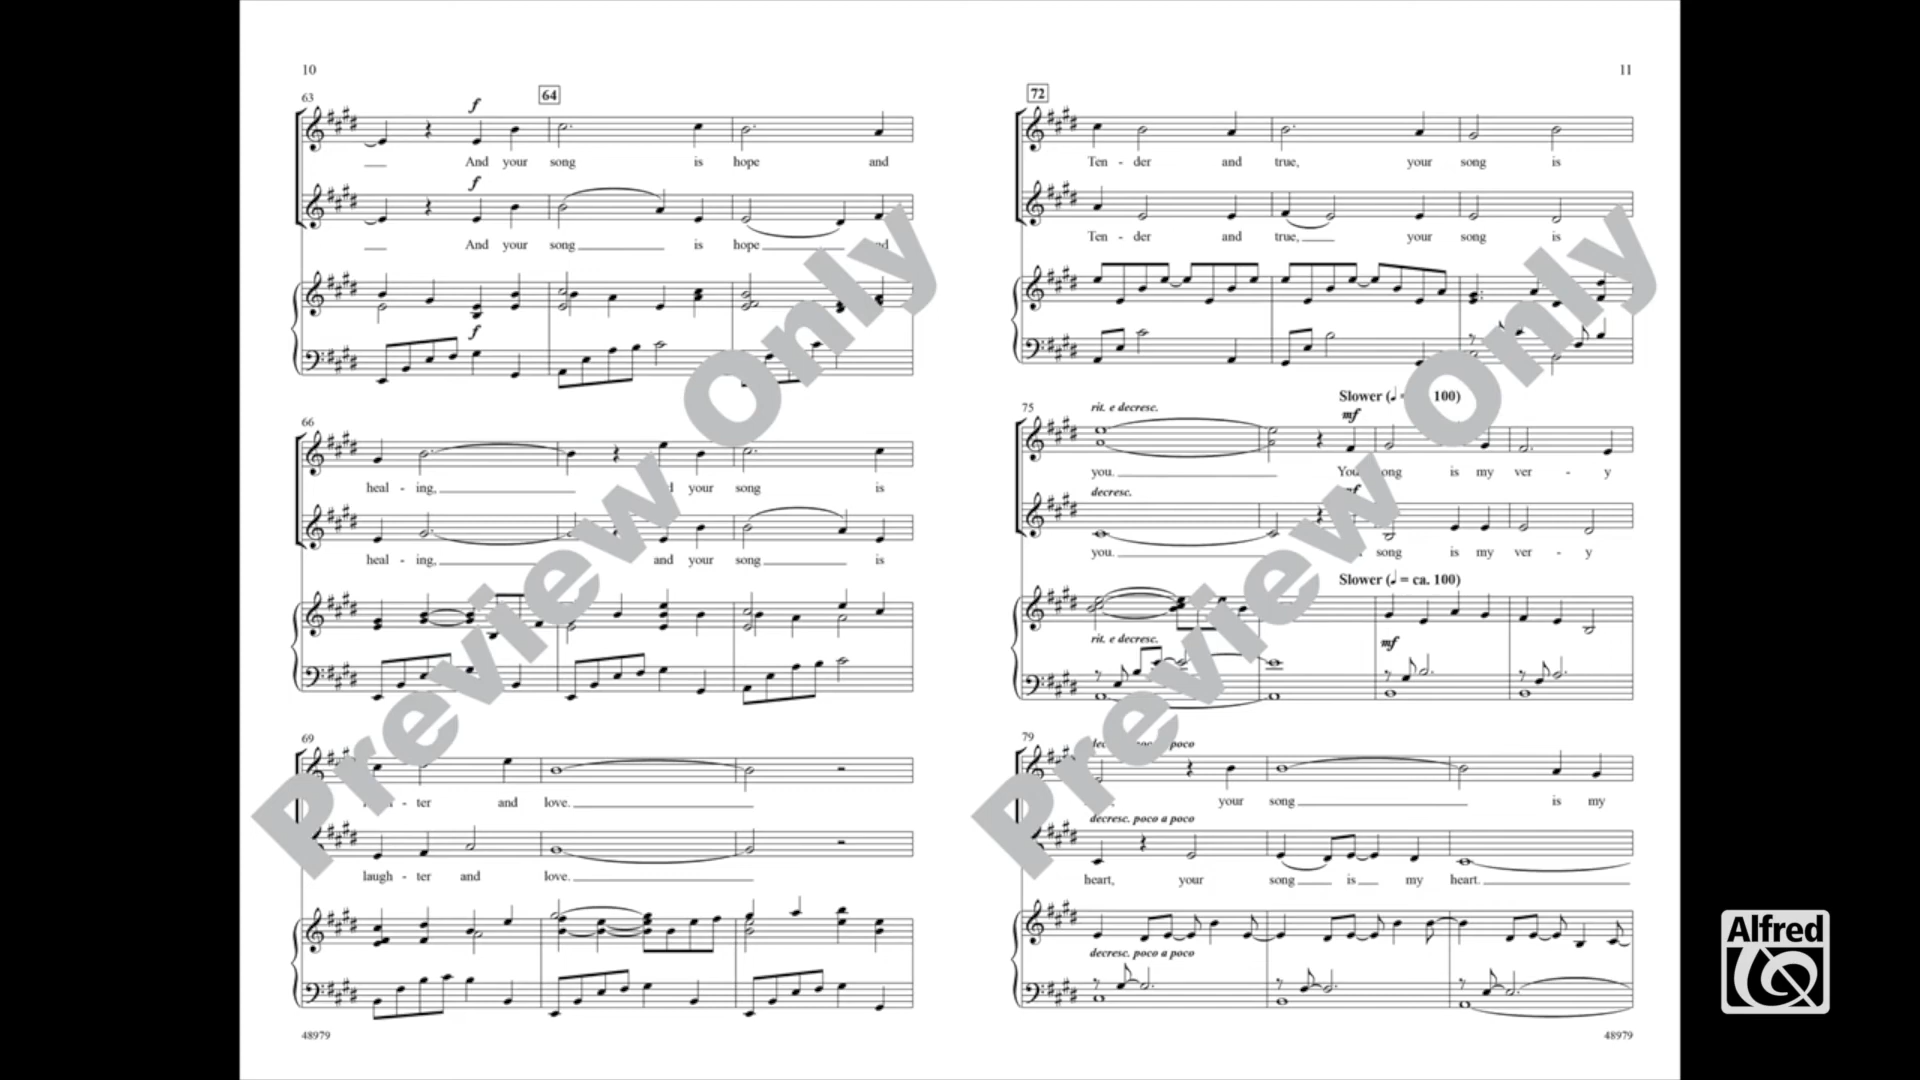 10
63
f
64
And your song is hope and
f
And your song is hope
f
66
heal - ing, your song is
heal - ing, and your song is
69
ter and love.
laugh - ter and love.
48979
11
72
Ten - der and true, your song is
Ten - der and true, your song is
75
rit. e decresc.
Slower (♩ = 100)
mf
you. is my ver - y
decresc.
you. song is my ver - y
Slower (♩ = ca. 100)
rit. e decresc.
mf
79
decresc. poco a poco
your song is my
decresc. poco a poco
heart, your song is my heart.
decresc. poco a poco
48979
Preview Only
Preview Only
Alfred